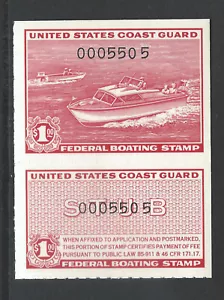 UNITED STATES COAST GUARD
0005505
$1.00
FEDERAL BOATING STAMP
UNITED STATES COAST GUARD
0005505
$1.00
WHEN AFFIXED TO APPLICATION AND POSTMARKED,
THIS PORTION OF STAMP CERTIFIES PAYMENT OF FEE
PURSUANT TO PUBLIC LAW 85-911 & 46 CFR 171.17.
FEDERAL BOATING STAMP